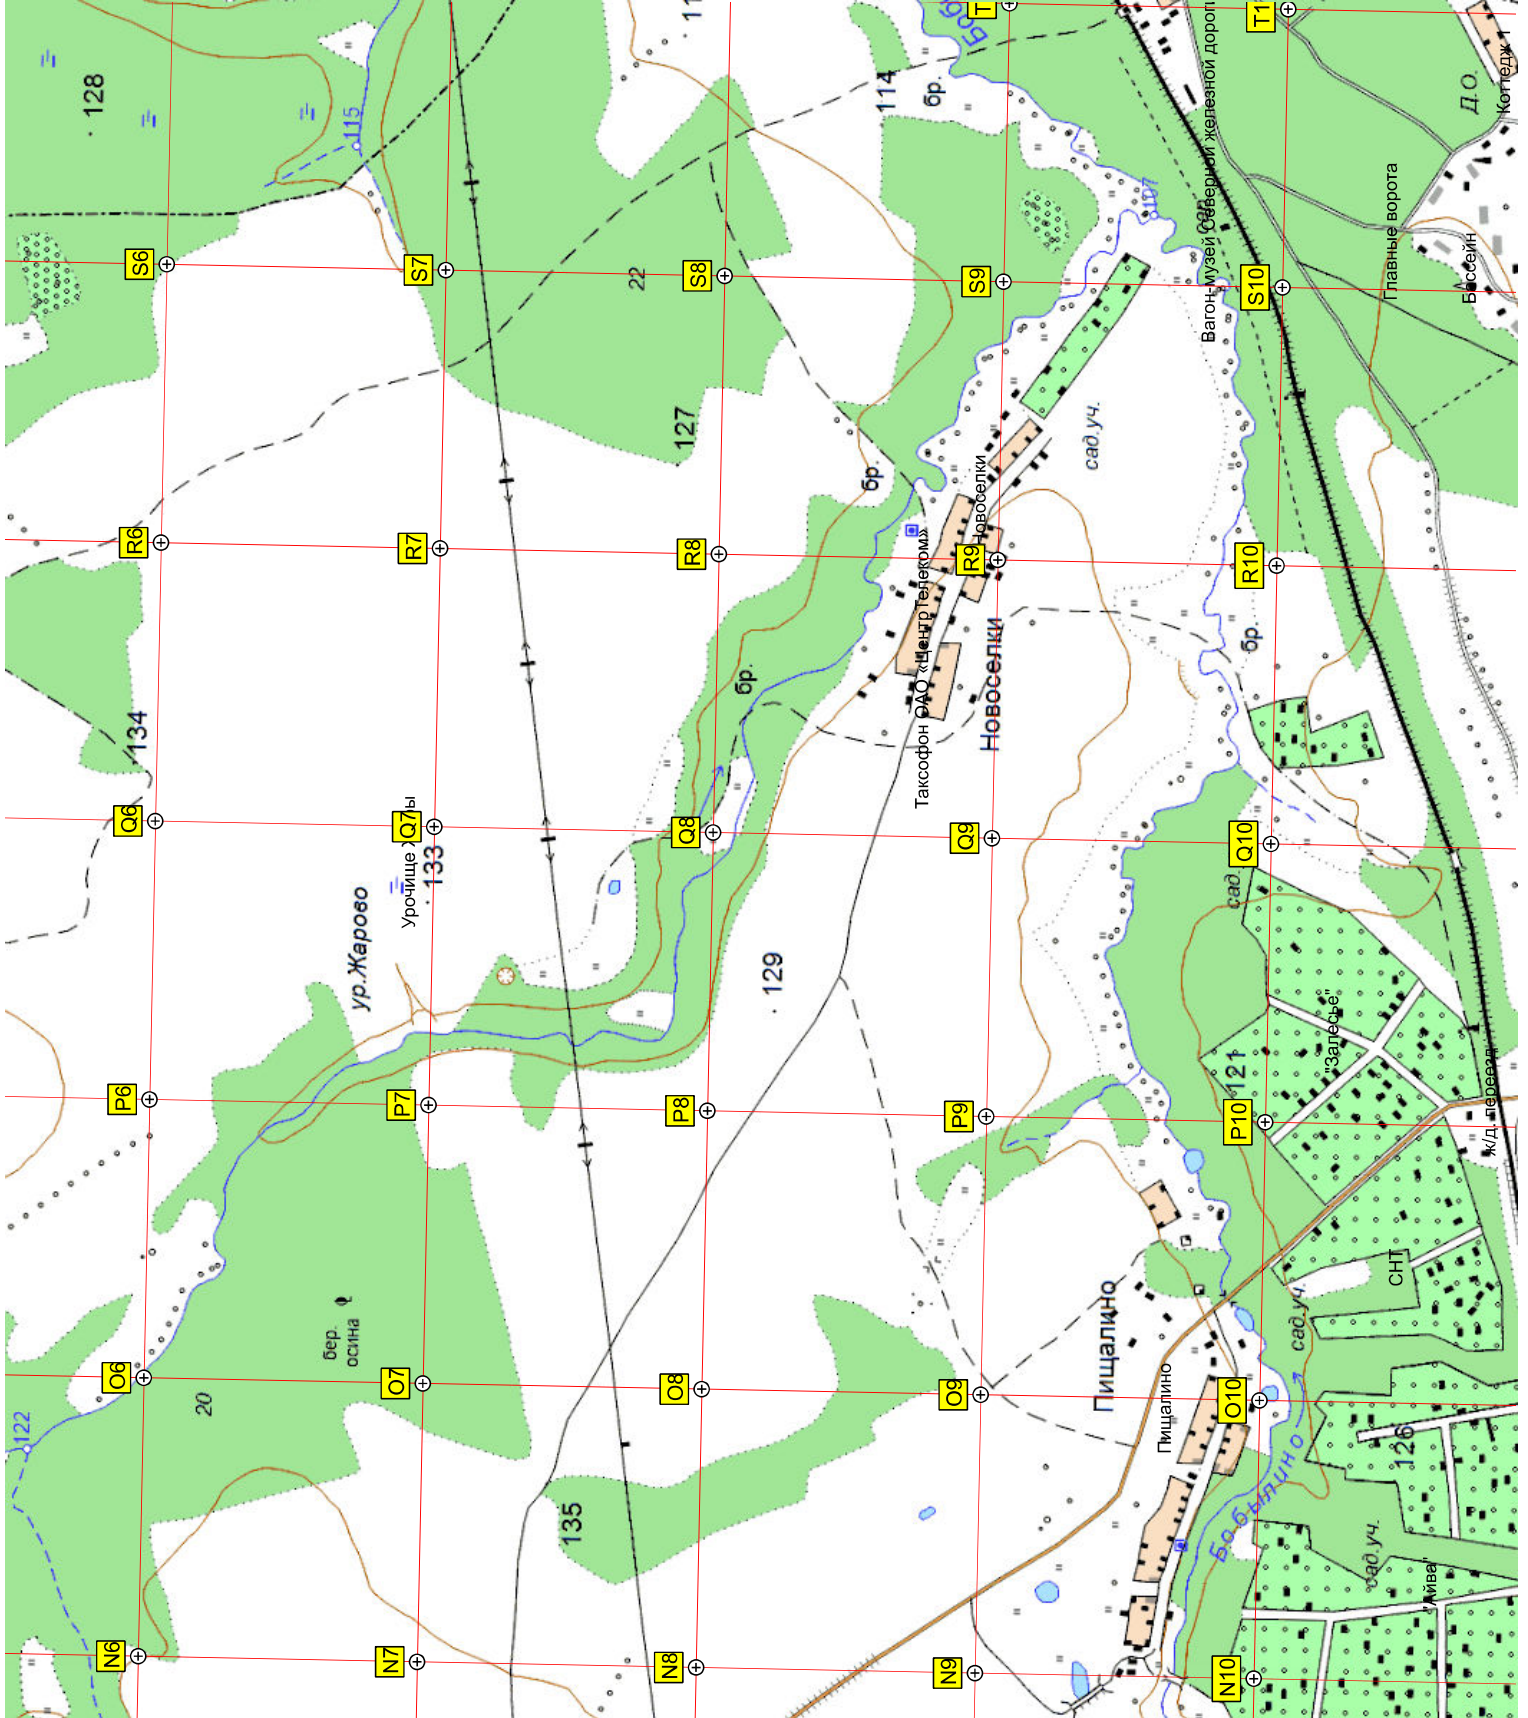 N6
O6
P6
Q6
R6
S6
N7
O7
P7
Q7
R7
S7
N8
O8
P8
Q8
R8
S8
N9
O9
P9
Q9
R9
S9
N10
O10
P10
Q10
R10
S10
T
T1
122
20
бер.
осина
134
128
115
ур.Жарово
133
135
129
127
22
114
бр.
бр.
бр.
бр.
Таксофон ОАО «ЦентрТелеком»
Новоселки
Новоселки
сад.уч.
107
Вагон-музей Северной железной дорог
Д.О.
Коттедж 1
Главные ворота
Бассейн
Пищалино
Пищалино
Бобылино
121
"Залесье"
сад.
ж/д. переезд
СНТ
сад.уч.
126
сад.уч.
"Айва"